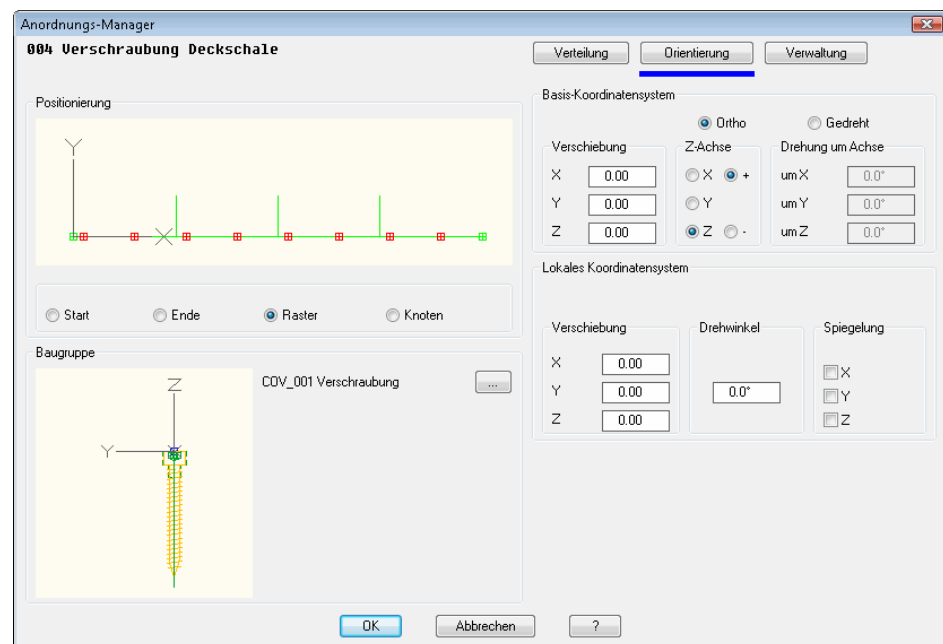 Anordnungs-Manager
004 Verschraubung Deckschale
Verteilung Orientierung Verwaltung
Positionierung
Y
X
Start Ende Raster Knoten
Baugruppe
COV_001 Verschraubung ...
Z
Y
Basis-Koordinatensystem
Ortho Gedreht
Verschiebung Z-Achse Drehung um Achse
X 0.00 X + um X 0.0°
Y 0.00 Y um Y 0.0°
Z 0.00 Z - um Z 0.0°
Lokales Koordinatensystem
Verschiebung Drehwinkel Spiegelung
X 0.00 X
Y 0.00 0.0° Y
Z 0.00 Z
OK Abbrechen ?